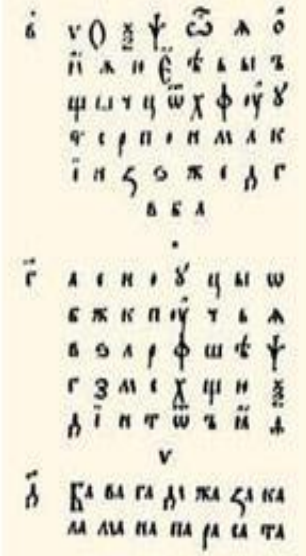 в҃ ѵ ѳ ѯ ѱ ѽ ѧ ѻ
ѣ ь ы ъ
щ ш ч ц ѿ х ф ѹ ꙋ
т с р п о н м л к
ї и ѕ з ж е д г
в б а
г҃ а е и о ꙋ ц ы ѡ
б ж к п ѹ ч ь ѧ
в ѕ л р ф ш ѣ ѱ
г з м с х щ ю ѯ
д ї н т ѿ ъ ꙗ
ѵ
д҃ Ба ва га да жа ѕа ка
ла ма на па ра са та